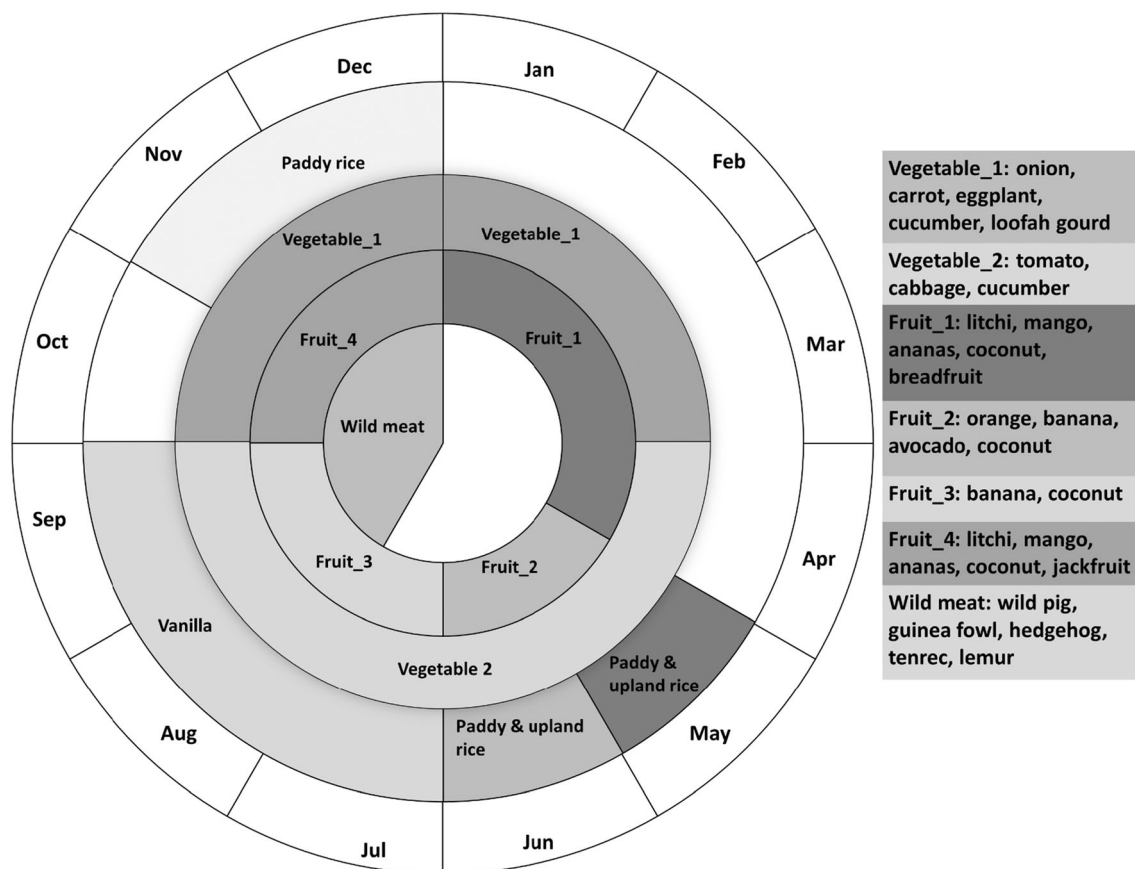 Dec
Jan
Nov
Feb
Paddy rice
Vegetable_1
Vegetable_1
Oct
Fruit_4
Fruit_1
Mar
Wild meat
Sep
Fruit_3
Fruit_2
Apr
Vanilla
Vegetable 2
Paddy &
upland rice
Paddy & upland
rice
Aug
May
Jul
Jun
Vegetable_1: onion,
carrot, eggplant,
cucumber, loofah gourd
Vegetable_2: tomato,
cabbage, cucumber
Fruit_1: litchi, mango,
ananas, coconut,
breadfruit
Fruit_2: orange, banana,
avocado, coconut
Fruit_3: banana, coconut
Fruit_4: litchi, mango,
ananas, coconut, jackfruit
Wild meat: wild pig,
guinea fowl, hedgehog,
tenrec, lemur